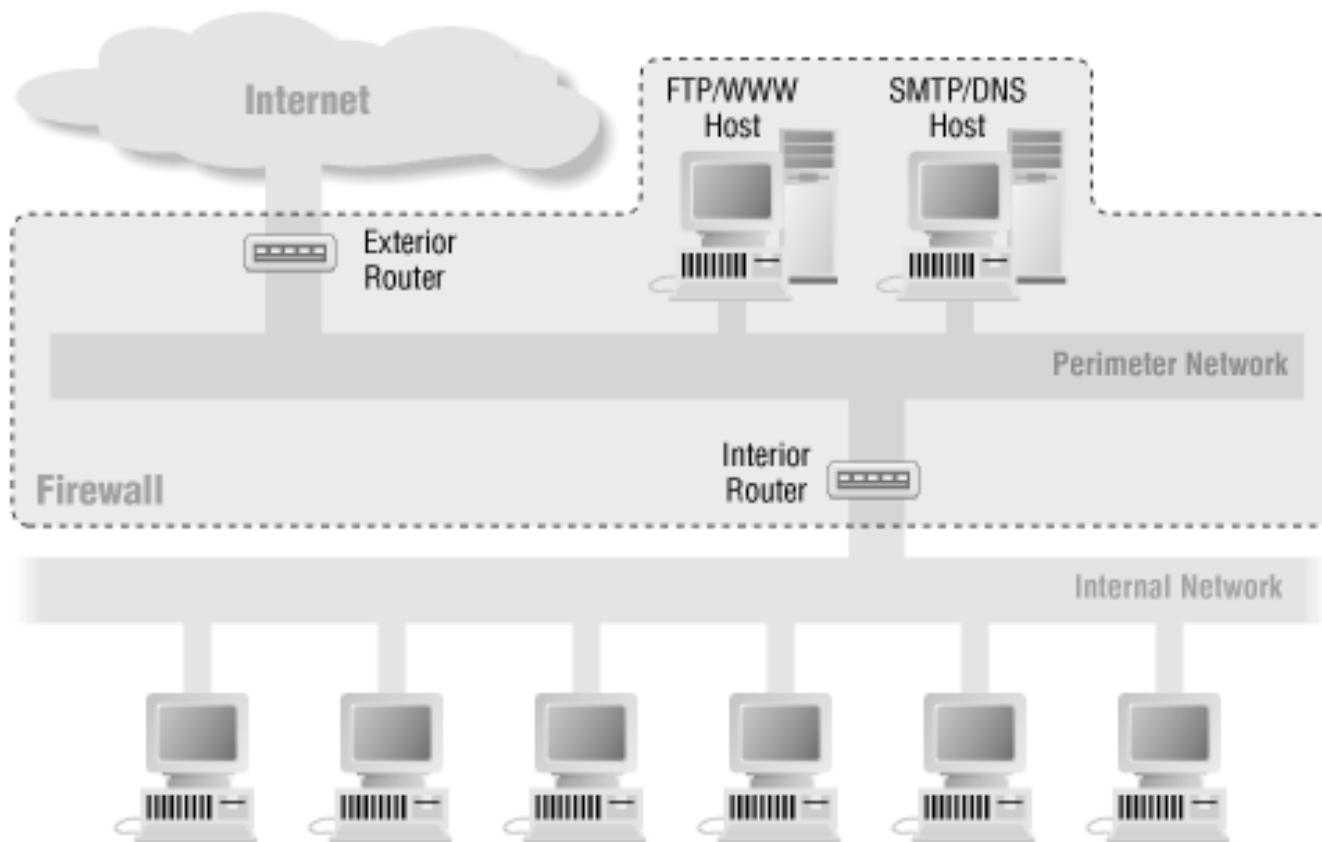 Internet
FTP/WWW
Host
SMTP/DNS
Host
Exterior
Router
Perimeter Network
Interior
Router
Firewall
Internal Network